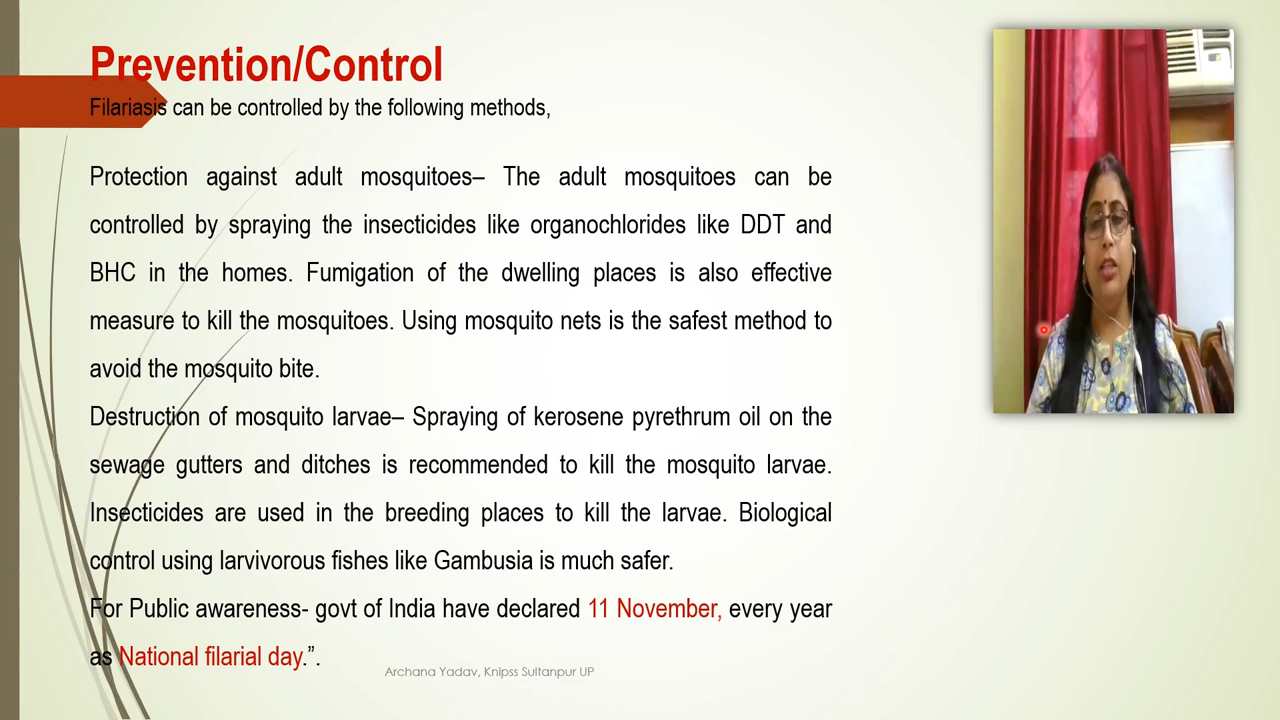 Prevention/Control
Filariasis can be controlled by the following methods,
Protection against adult mosquitoes– The adult mosquitoes can be
controlled by spraying the insecticides like organochlorides like DDT and
BHC in the homes. Fumigation of the dwelling places is also effective
measure to kill the mosquitoes. Using mosquito nets is the safest method to
avoid the mosquito bite.
Destruction of mosquito larvae– Spraying of kerosene pyrethrum oil on the
sewage gutters and ditches is recommended to kill the mosquito larvae.
Insecticides are used in the breeding places to kill the larvae. Biological
control using larvivorous fishes like Gambusia is much safer.
For Public awareness- govt of India have declared 11 November, every year
as National filarial day.”.
Archana Yadav, Knipss Sultanpur UP